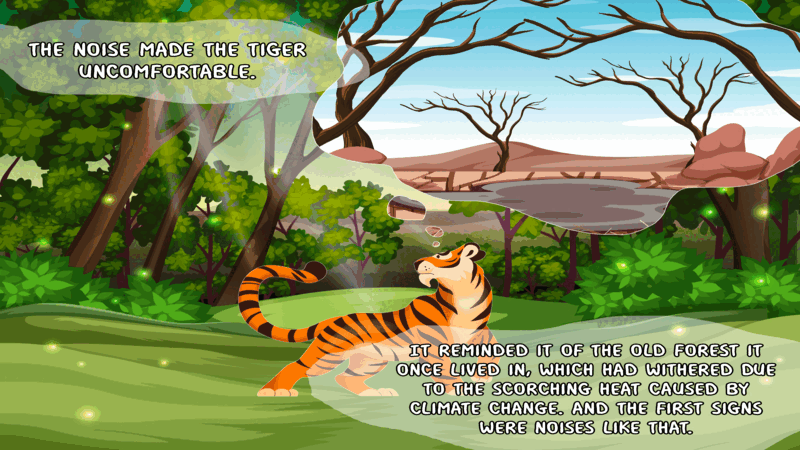 THE NOISE MADE THE TIGER
UNCOMFORTABLE.
IT REMINDED IT OF THE OLD FOREST IT
ONCE LIVED IN, WHICH HAD WITHERED DUE
TO THE SCORCHING HEAT CAUSED BY
CLIMATE CHANGE. AND THE FIRST SIGNS
WERE NOISES LIKE THAT.